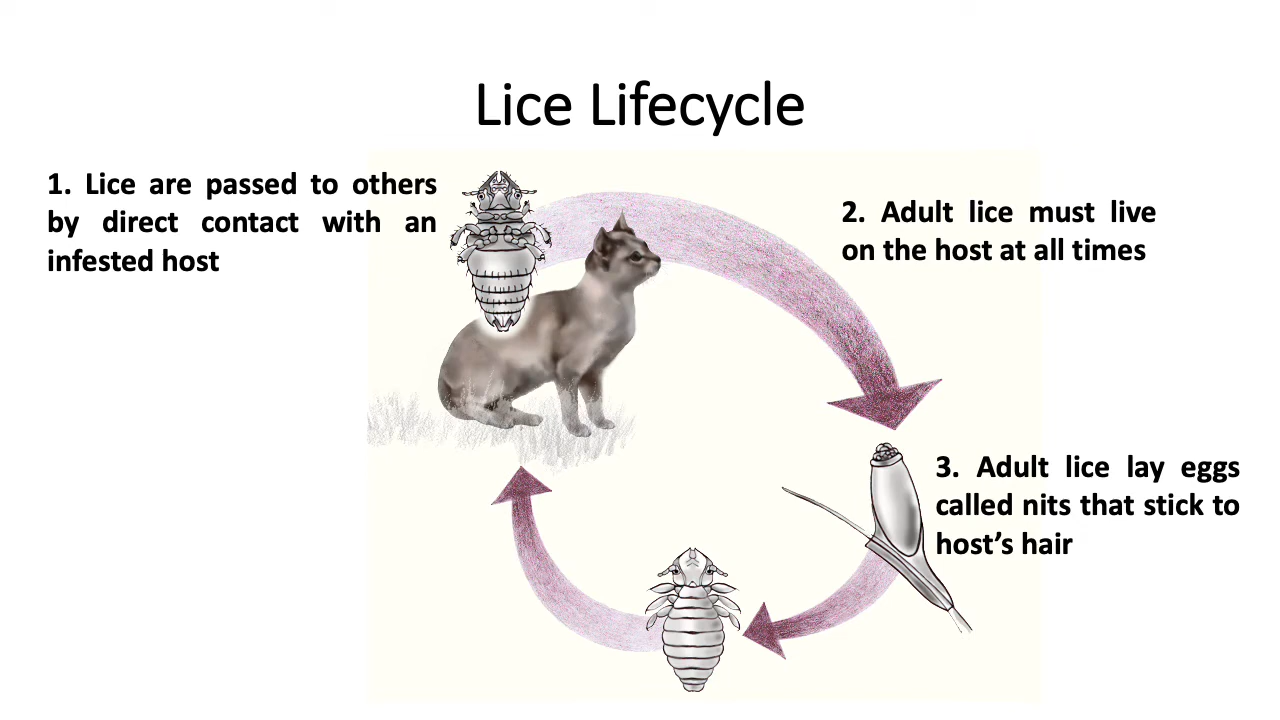 Lice Lifecycle
1. Lice are passed to others
by direct contact with an
infested host
2. Adult lice must live
on the host at all times
3. Adult lice lay eggs
called nits that stick to
host’s hair